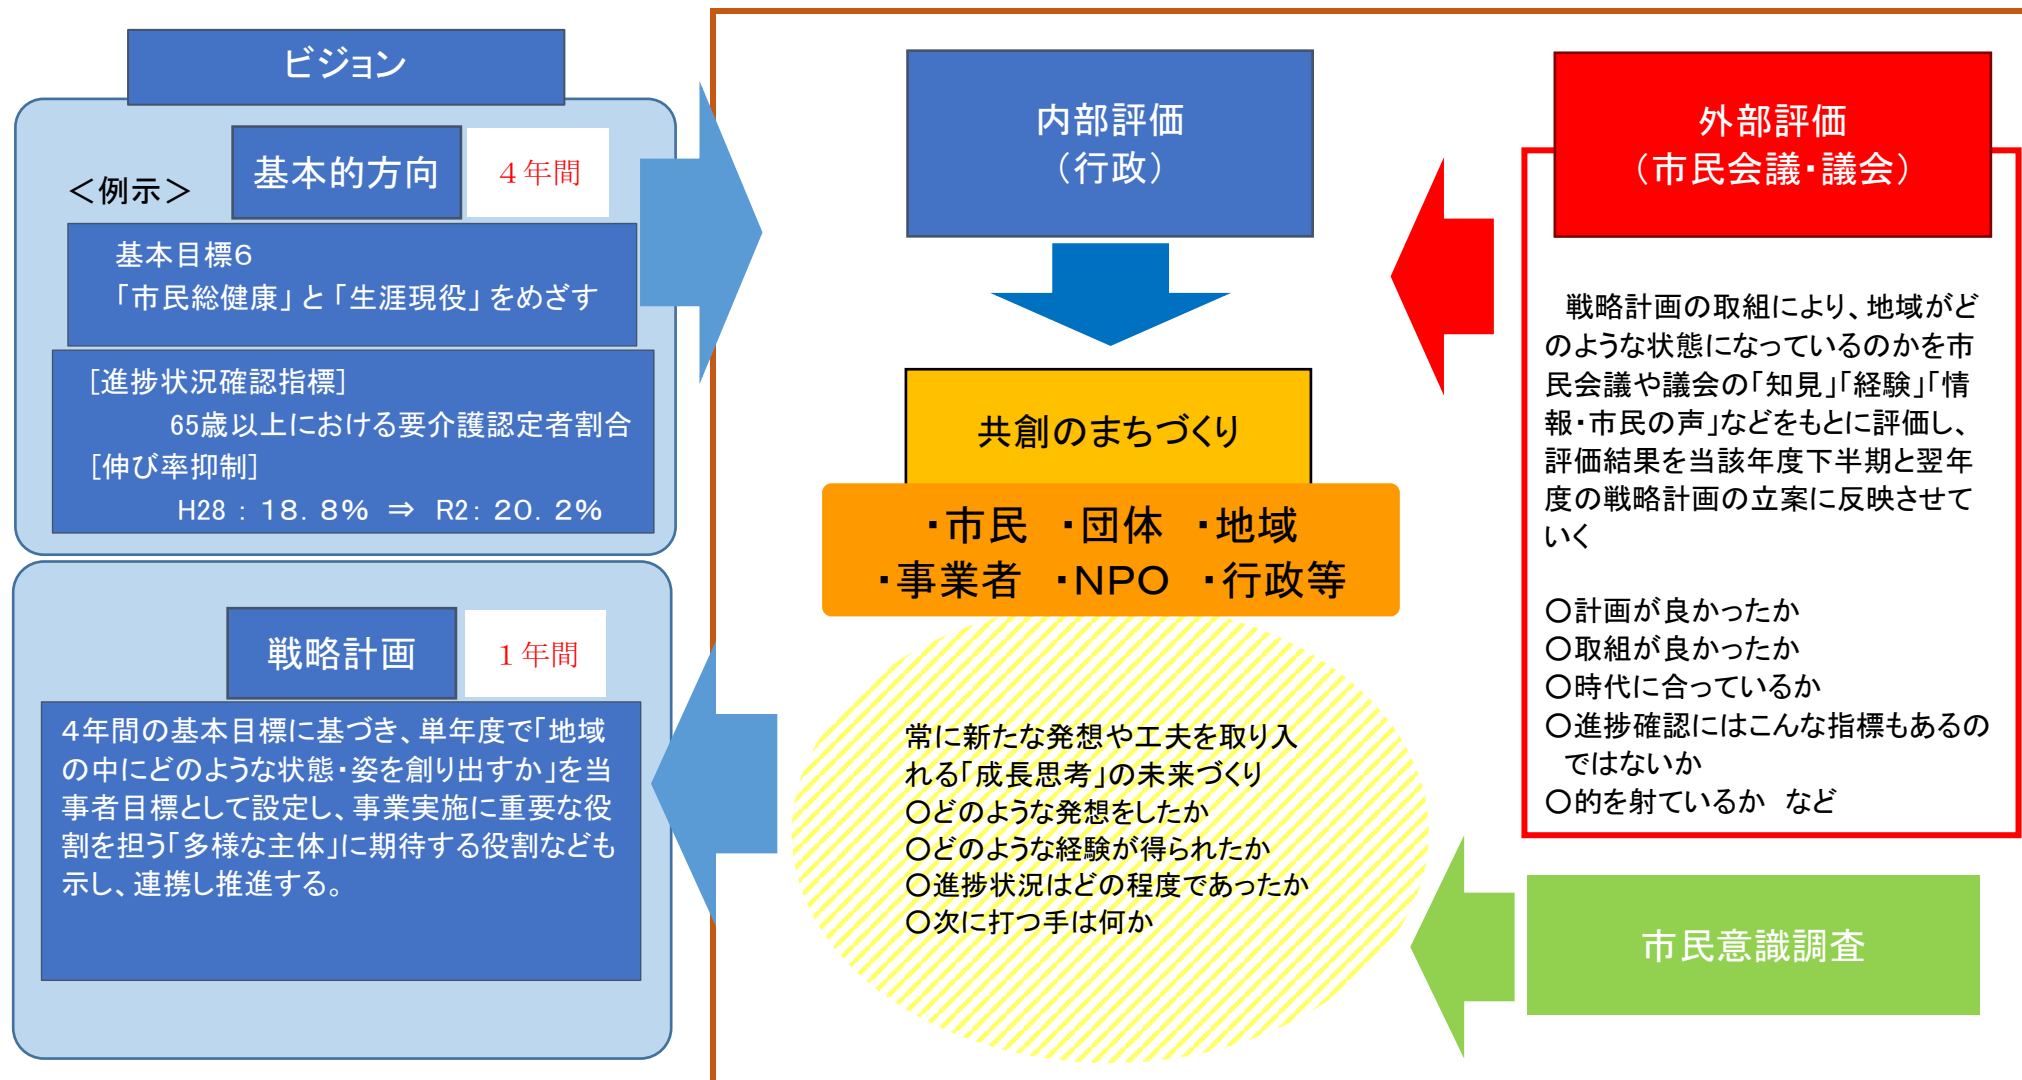 ビジョン
基本的方向
4年間
＜例示＞
基本目標6
「市民総健康」と「生涯現役」をめざす
[進捗状況確認指標]
65歳以上における要介護認定者割合
[伸び率抑制]
H28：18.8% ⇒ R2：20.2%
戦略計画
1年間
4年間の基本目標に基づき、単年度で「地域
の中にどのような状態・姿を創り出すか」を当
事者目標として設定し、事業実施に重要な役
割を担う「多様な主体」に期待する役割なども
示し、連携し推進する。
内部評価
（行政）
共創のまちづくり
・市民 ・団体 ・地域
・事業者 ・NPO ・行政等
常に新たな発想や工夫を取り入
れる「成長思考」の未来づくり
○どのような発想をしたか
○どのような経験が得られたか
○進捗状況はどの程度であったか
○次に打つ手は何か
外部評価
（市民会議・議会）
戦略計画の取組により、地域がど
のような状態になっているのかを市
民会議や議会の「知見」「経験」「情
報・市民の声」などをもとに評価し、
評価結果を当該年度下半期と翌年
度の戦略計画の立案に反映させて
いく
○計画が良かったか
○取組が良かったか
○時代に合っているか
○進捗確認にはこんな指標もあるの
ではないか
○的を射ているか など
市民意識調査